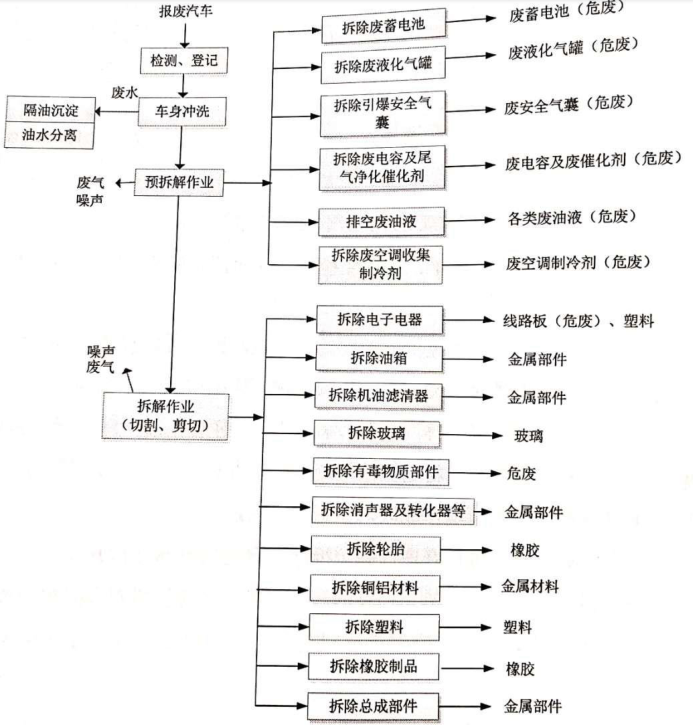 报废汽车
检测、登记
废水
车身冲洗
隔油沉淀
油水分离
预拆解作业
废气
噪声
拆除废蓄电池
废蓄电池（危废）
拆除废液化气罐
废液化气罐（危废）
拆除引爆安全气
囊
废安全气囊（危废）
拆除废电容及尾
气净化催化剂
废电容及废催化剂（危废）
排空废油液
各类废油液（危废）
拆除废空调收集
制冷剂
废空调制冷剂（危废）
噪声
废气
拆解作业
（切割、剪切）
拆除电子电器
线路板（危废）、塑料
拆除油箱
金属部件
拆除机油滤清器
金属部件
拆除玻璃
玻璃
拆除有毒物质部件
危废
拆除消声器及转化器等
金属部件
拆除轮胎
橡胶
拆除铜铝材料
金属材料
拆除塑料
塑料
拆除橡胶制品
橡胶
拆除总成部件
金属部件